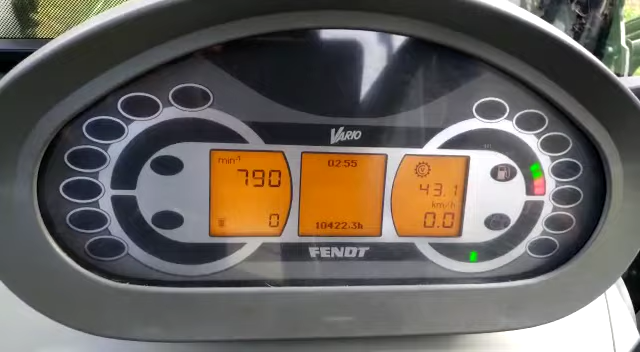 VARIO
min-¹
790
0
02:55
10422.3h
43.1
km/h
0.0
FENDT